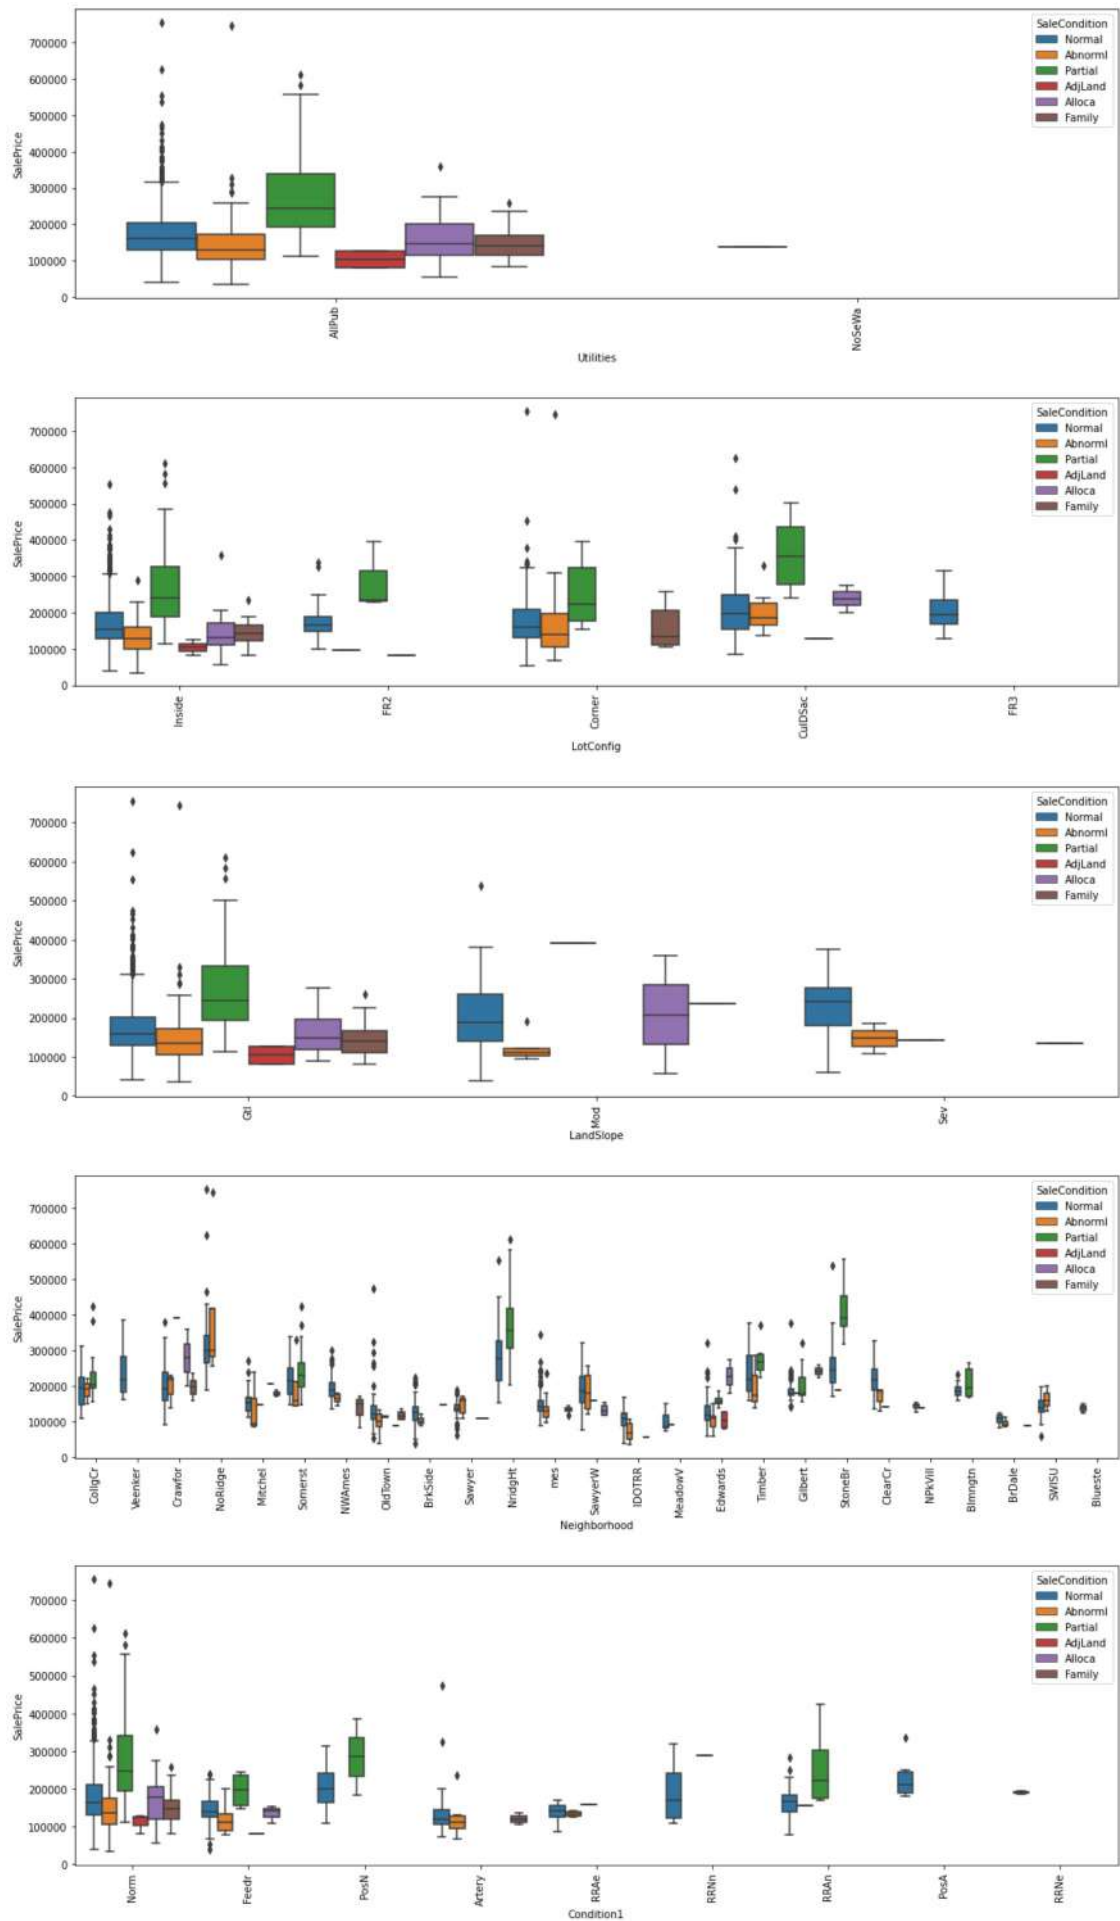 SaleCondition
Normal
Abnorml
Partial
AdjLand
Alloca
Family
700000
600000
500000
400000
300000
200000
100000
0
SalePrice
AllPub
NoSeWa
Utilities
SaleCondition
Normal
Abnorml
Partial
AdjLand
Alloca
Family
700000
600000
500000
400000
300000
200000
100000
0
SalePrice
Inside
FR2
Corner
CulDSac
FR3
LotConfig
SaleCondition
Normal
Abnorml
Partial
AdjLand
Alloca
Family
700000
600000
500000
400000
300000
200000
100000
0
SalePrice
Gtl
Mod
Sev
LandSlope
SaleCondition
Normal
Abnorml
Partial
AdjLand
Alloca
Family
700000
600000
500000
400000
300000
200000
100000
0
SalePrice
CollgCr
Veenker
Crawfor
NoRidge
Mitchel
Somerst
NWAmes
OldTown
BrkSide
Sawyer
NridgHt
mes
SawyerW
IDOTRR
MeadowV
Edwards
Timber
Gilbert
StoneBr
ClearCr
NPkVill
Blmngtn
BrDale
SWISU
Blueste
Neighborhood
SaleCondition
Normal
Abnorml
Partial
AdjLand
Alloca
Family
700000
600000
500000
400000
300000
200000
100000
0
SalePrice
Norm
Feedr
PosN
Artery
RRAe
RRNn
RRAn
PosA
RRNe
Condition1